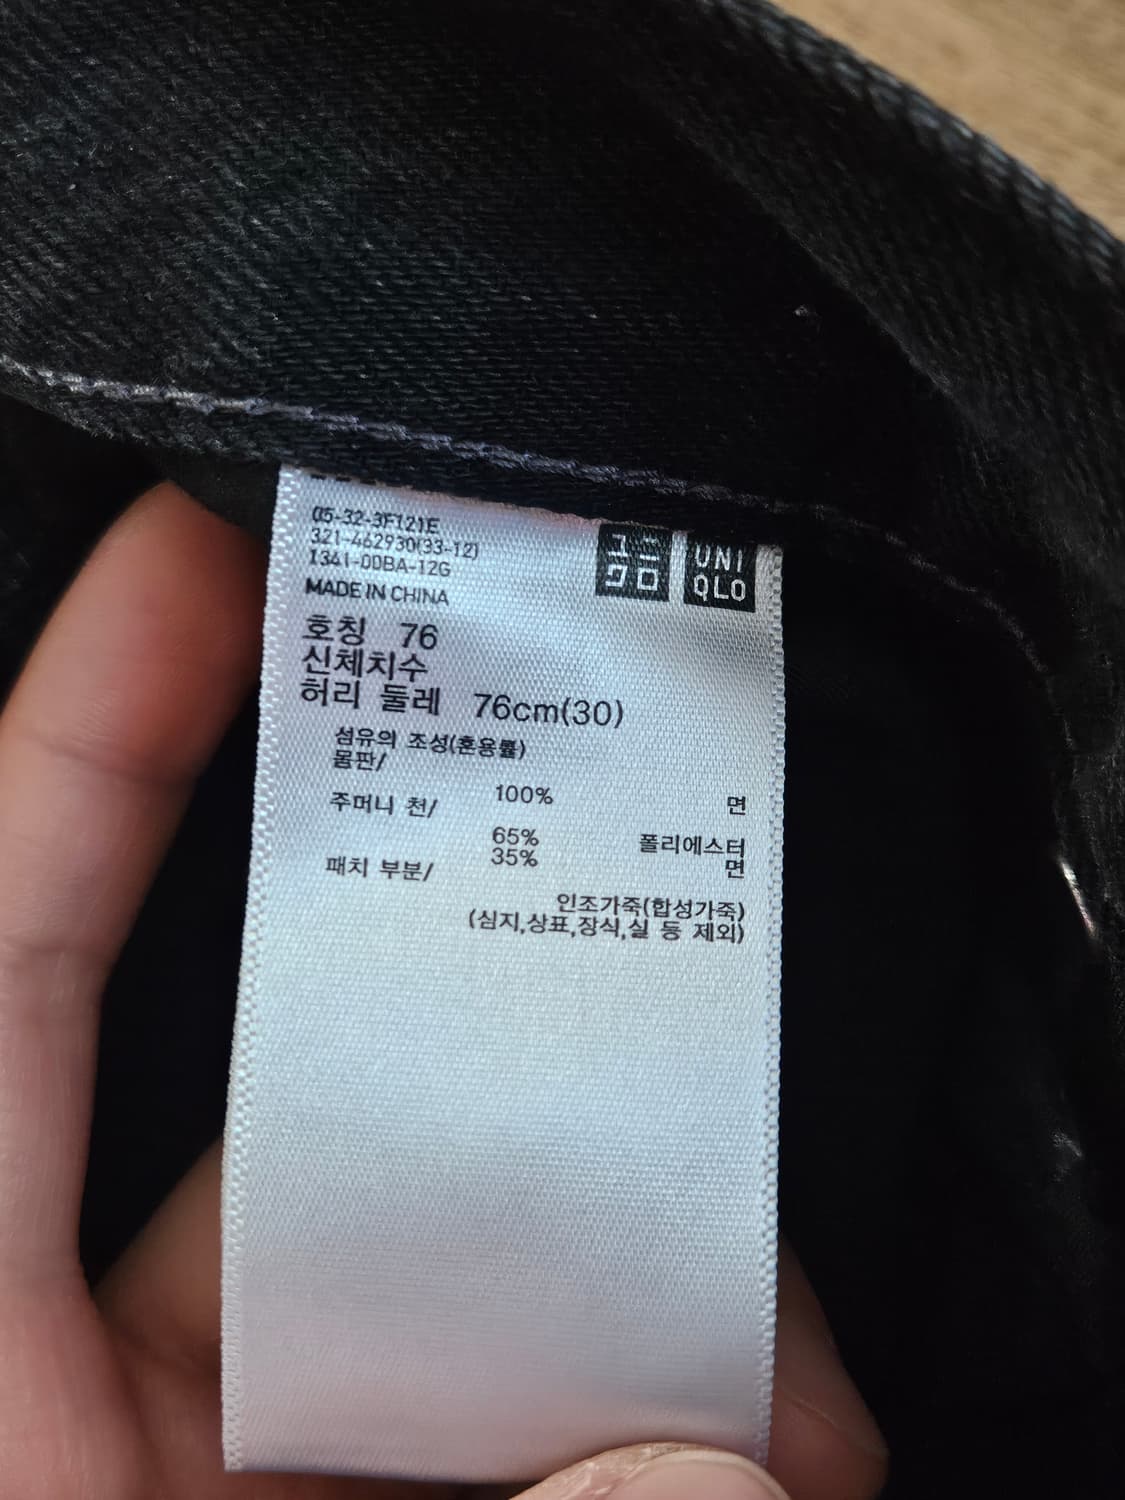 05-32-3F121E
321-462930(33-12)
1341-0DBA-12G
MADE IN CHINA
ユニ
クロ
UNI
QLO
호칭 76
신체치수
허리 둘레 76cm(30)
섬유의 조성(혼용률)
몸판/
100% 면
주머니 천/
65% 폴리에스터
35% 면
패치 부분/
인조가죽(합성가죽)
(심지,상표,장식,실 등 제외)